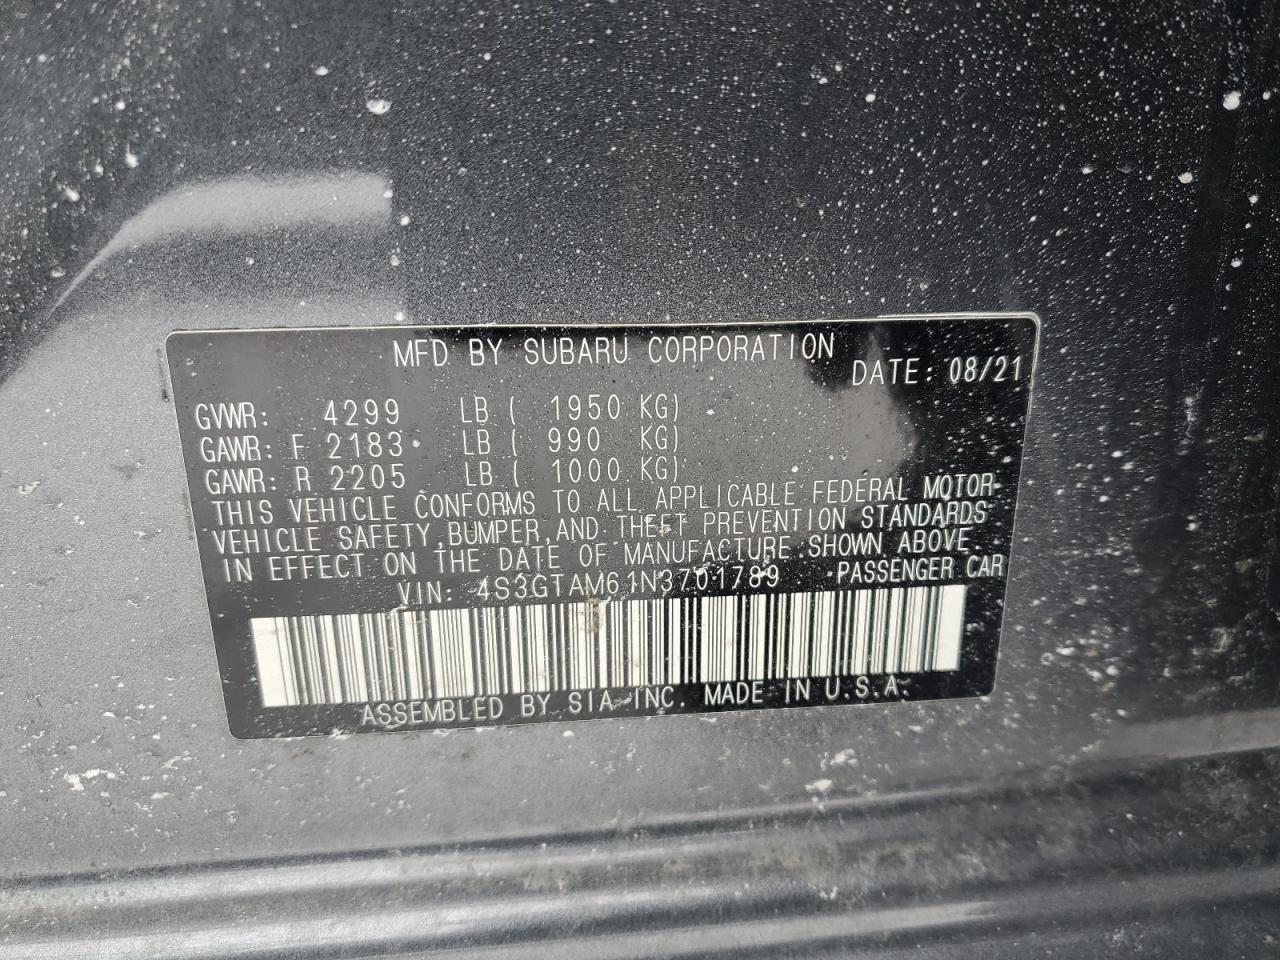 MFD BY SUBARU CORPORATION
DATE: 08/21
GVWR: 4299 LB ( 1950 KG)
GAWR: F 2183 LB ( 990 KG)
GAWR: R 2205 LB ( 1000 KG)
THIS VEHICLE CONFORMS TO ALL APPLICABLE FEDERAL MOTOR
VEHICLE SAFETY,BUMPER,AND THEFT PREVENTION STANDARDS
IN EFFECT ON THE DATE OF MANUFACTURE SHOWN ABOVE
VIN: 4S3GTAM61N3701789 PASSENGER CAR
ASSEMBLED BY SIA-INC. MADE IN U.S.A.